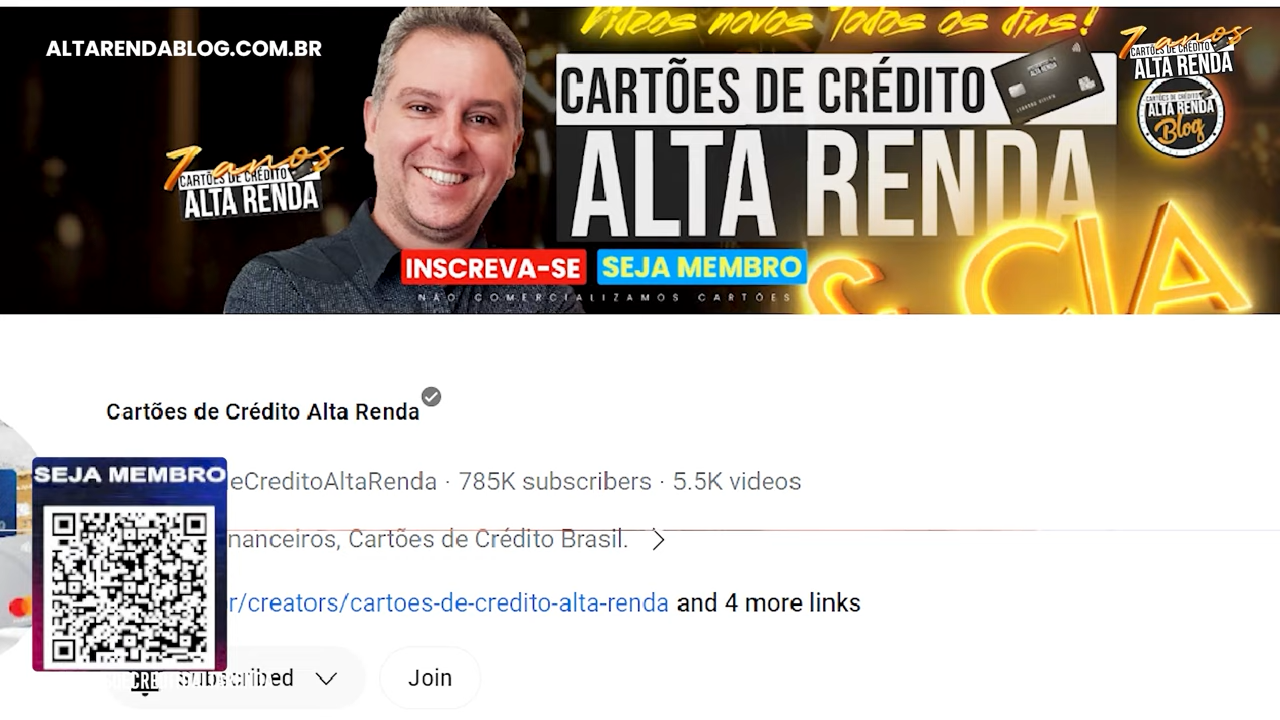 Vídeos novos Todos os dias!
ALTARENDABLOG.COM.BR
7 anos
CARTÕES DE CRÉDITO
ALTA RENDA
CARTÕES DE CRÉDITO
ALTA RENDA
& CIA
7 anos
CARTÕES DE CRÉDITO
ALTA RENDA
CARTÕES DE CRÉDITO
ALTA RENDA
Blog
INSCREVA-SE
SEJA MEMBRO
NÃO COMERCIALIZAMOS CARTÕES
Cartões de Crédito Alta Renda
SEJA MEMBRO
eCreditoAltaRenda · 785K subscribers · 5.5K videos
nanceiros, Cartões de Crédito Brasil.
r/creators/cartoes-de-credito-alta-renda and 4 more links
Subscribed
Join